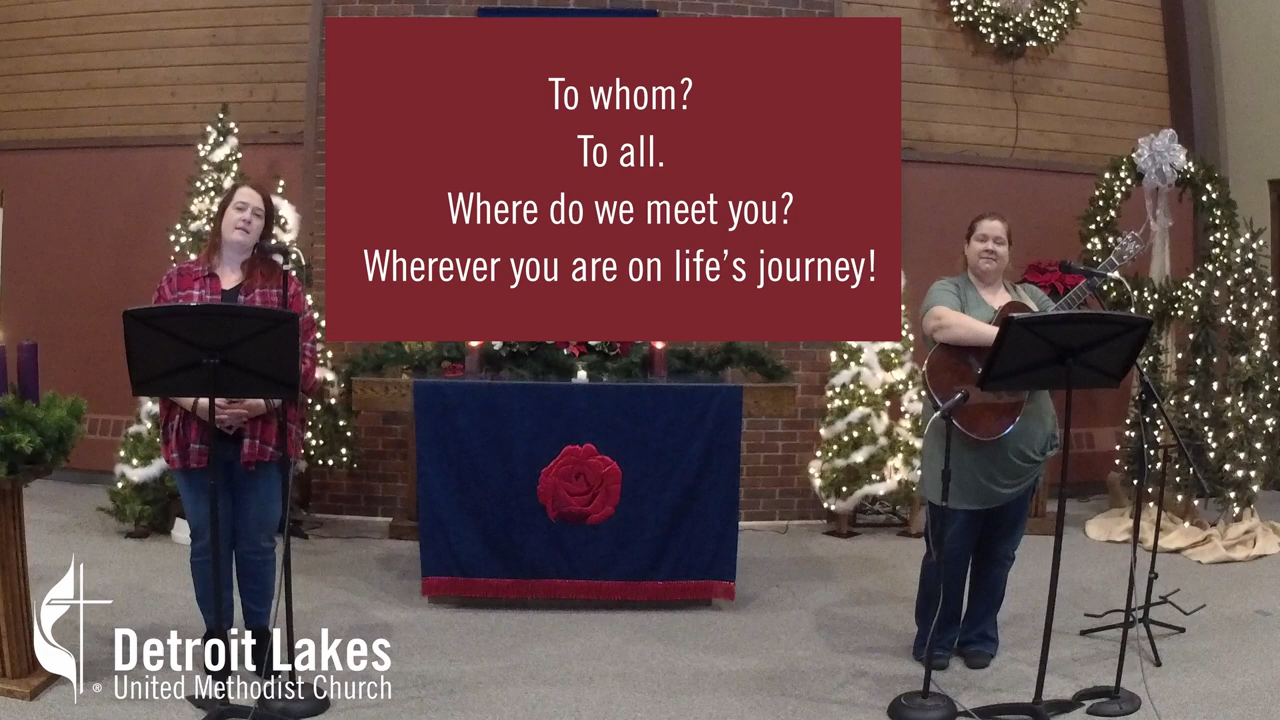 To whom?
To all.
Where do we meet you?
Wherever you are on life's journey!
Detroit Lakes
® United Methodist Church